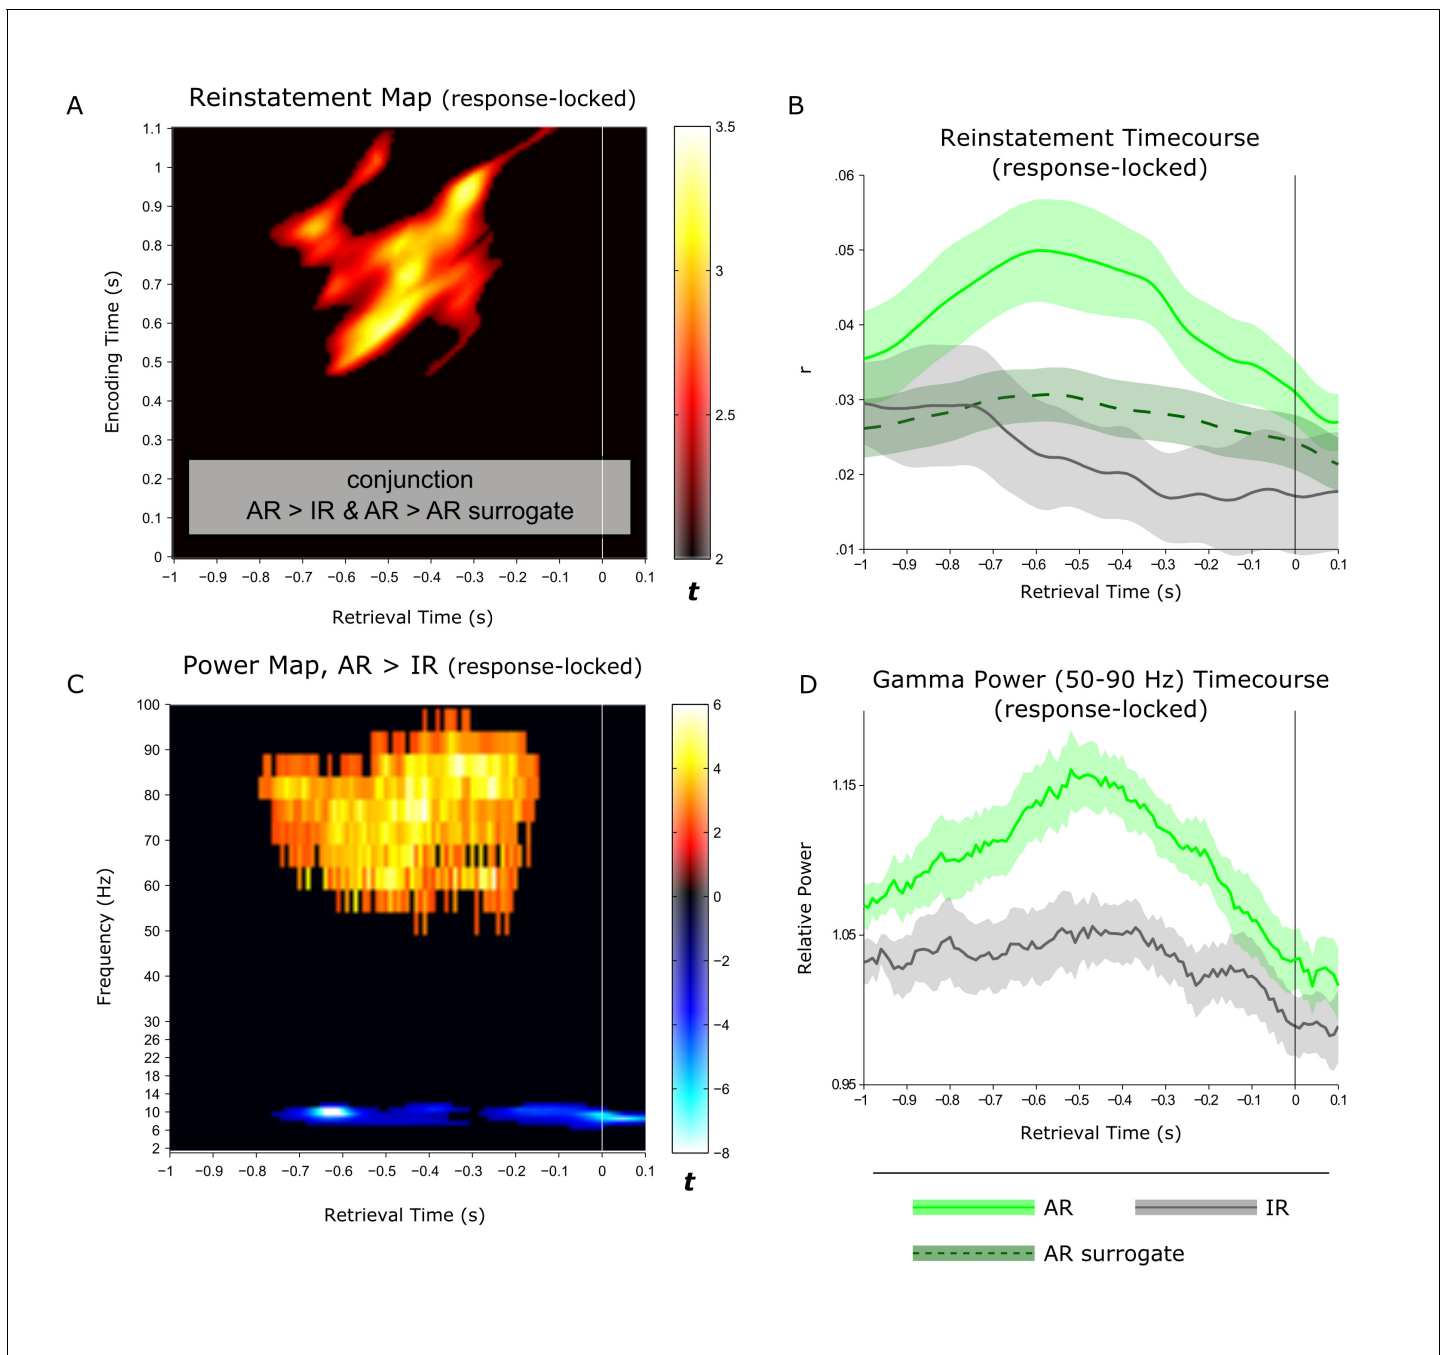 A
Reinstatement Map (response-locked)
1.1
1
0.9
0.8
0.7
0.6
0.5
0.4
0.3
0.2
0.1
0
Encoding Time (s)
conjunction
AR > IR & AR > AR surrogate
−1 −0.9 −0.8 −0.7 −0.6 −0.5 −0.4 −0.3 −0.2 −0.1 0 0.1
Retrieval Time (s)
3.5
3
2.5
2
t
B
Reinstatement Timecourse
(response-locked)
.06
.05
.04
.03
.02
.01
r
−1 −0.9 −0.8 −0.7 −0.6 −0.5 −0.4 −0.3 −0.2 −0.1 0 0.1
Retrieval Time (s)
C
Power Map, AR > IR (response-locked)
100
90
80
70
60
50
40
30
26
22
18
14
10
6
2
Frequency (Hz)
−1 −0.9 −0.8 −0.7 −0.6 −0.5 −0.4 −0.3 −0.2 −0.1 0 0.1
Retrieval Time (s)
6
4
2
0
−2
−4
−6
−8
t
D
Gamma Power (50-90 Hz) Timecourse
(response-locked)
1.15
1.05
0.95
Relative Power
−1 −0.9 −0.8 −0.7 −0.6 −0.5 −0.4 −0.3 −0.2 −0.1 0 0.1
Retrieval Time (s)
AR
IR
AR surrogate